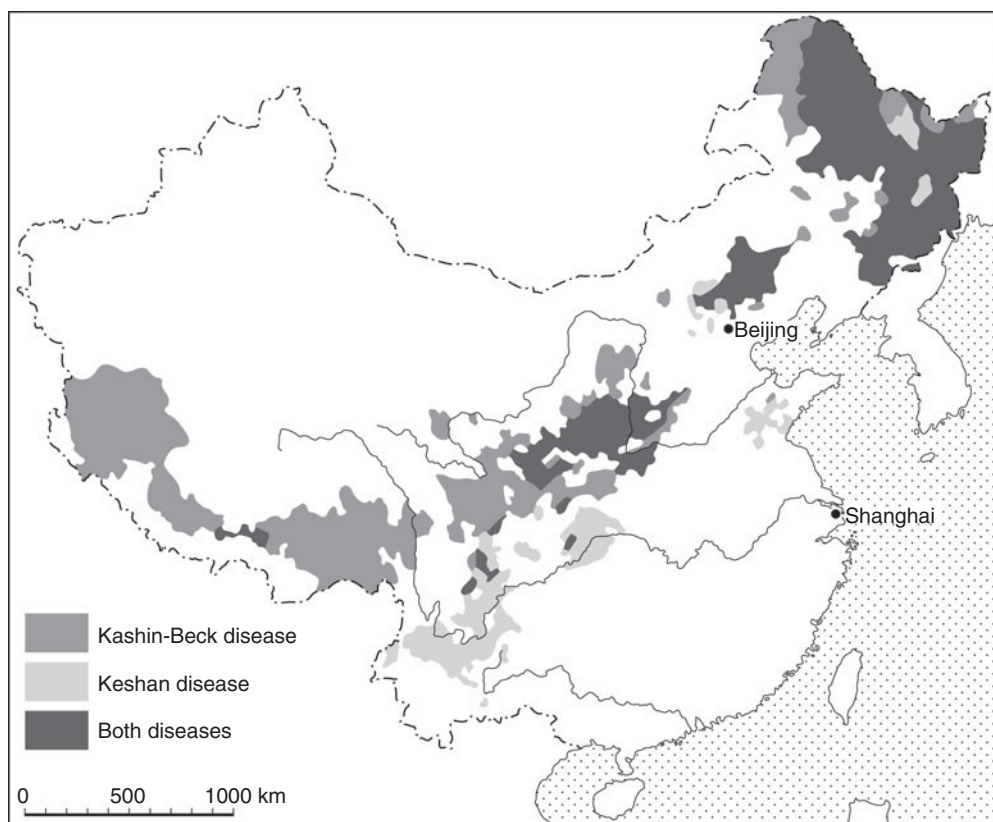 Beijing
Shanghai
Kashin-Beck disease
Keshan disease
Both diseases
0 500 1000 km